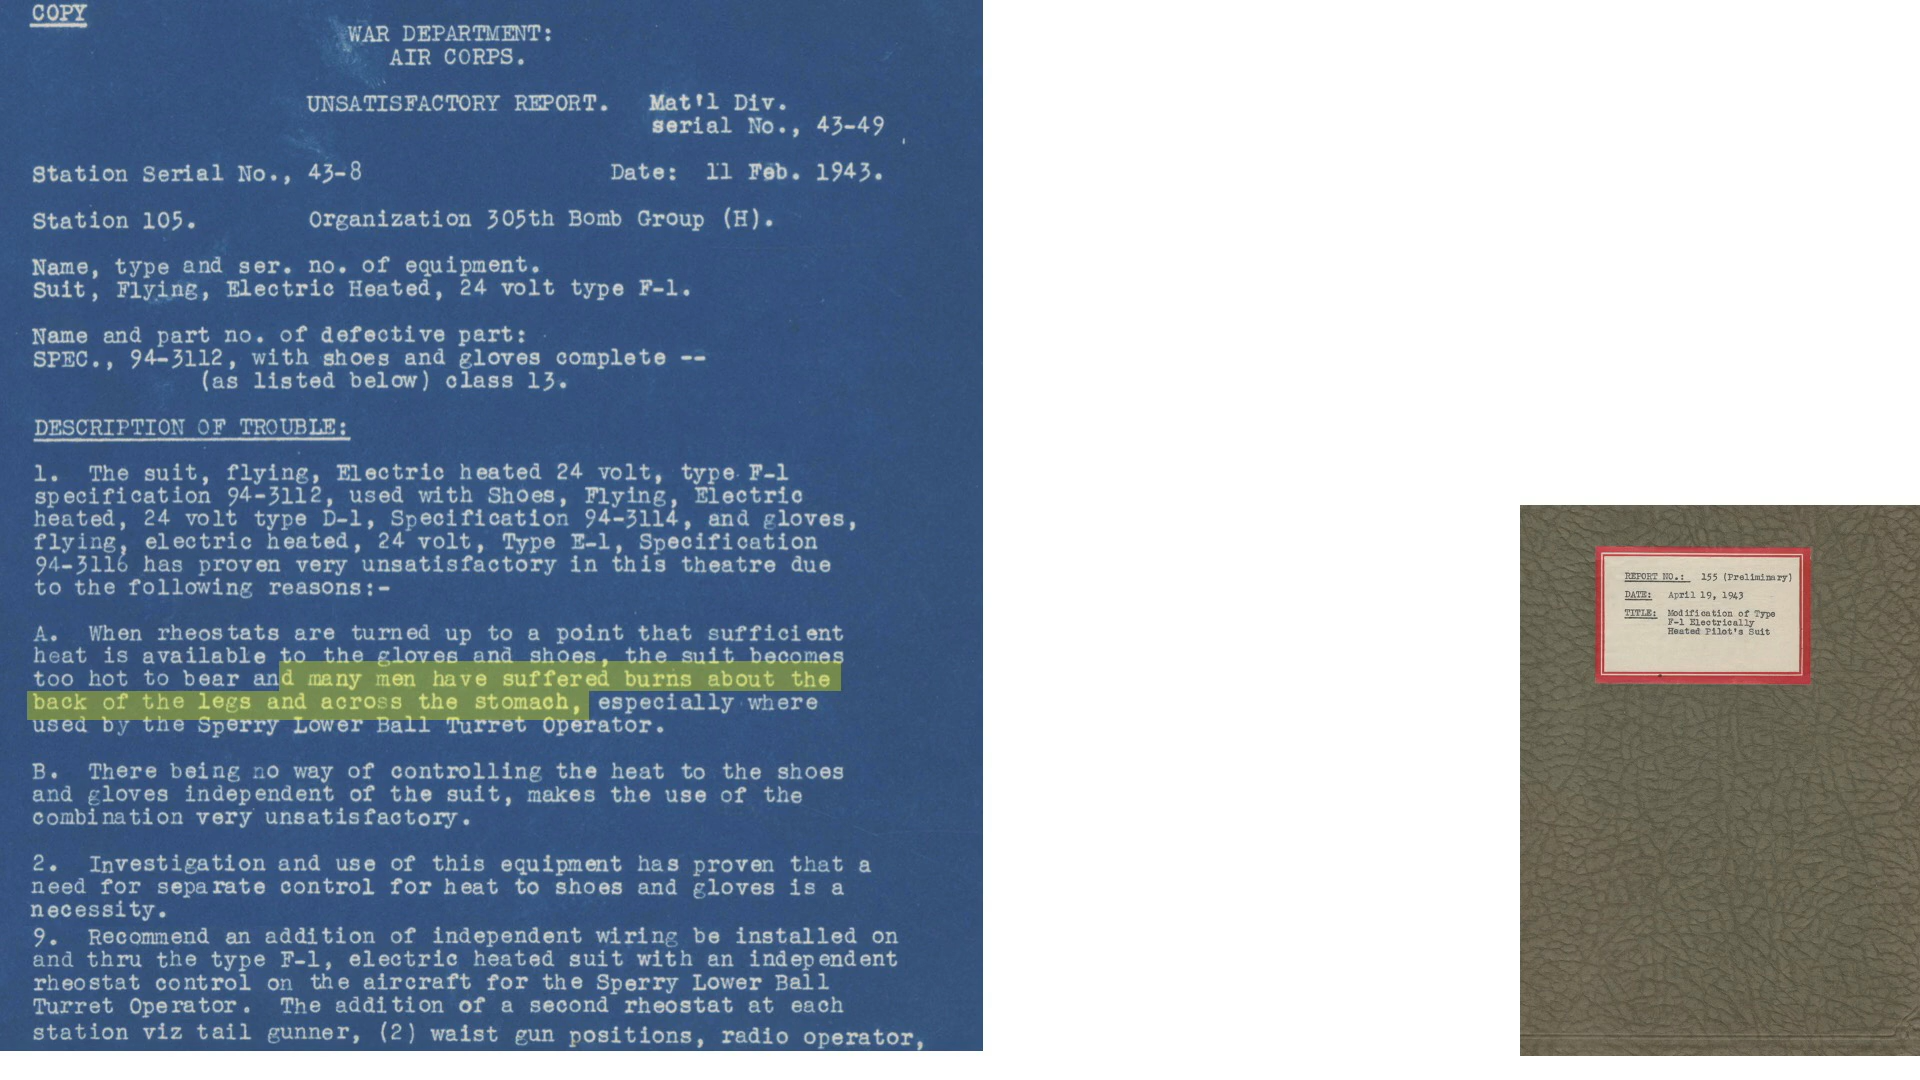 COPY
WAR DEPARTMENT:
AIR CORPS.
UNSATISFACTORY REPORT. Mat'l Div.
serial No., 43-49
Station Serial No., 43-8 Date: 11 Feb. 1943.
Station 105. Organization 305th Bomb Group (H).
Name, type and ser. no. of equipment.
Suit, Flying, Electric Heated, 24 volt type F-1.
Name and part no. of defective part:
SPEC., 94-3112, with shoes and gloves complete --
(as listed below) class 13.
DESCRIPTION OF TROUBLE:
1. The suit, flying, Electric heated 24 volt, type F-1
specification 94-3112, used with Shoes, Flying, Electric
heated, 24 volt type D-1, Specification 94-3114, and gloves,
flying, electric heated, 24 volt, Type E-1, Specification
94-3116 has proven very unsatisfactory in this theatre due
to the following reasons:-
A. When rheostats are turned up to a point that sufficient
heat is available to the gloves and shoes, the suit becomes
too hot to bear and many men have suffered burns about the
back of the legs and across the stomach, especially where
used by the Sperry Lower Ball Turret Operator.
B. There being no way of controlling the heat to the shoes
and gloves independent of the suit, makes the use of the
combination very unsatisfactory.
2. Investigation and use of this equipment has proven that a
need for separate control for heat to shoes and gloves is a
necessity.
9. Recommend an addition of independent wiring be installed on
and thru the type F-1, electric heated suit with an independent
rheostat control on the aircraft for the Sperry Lower Ball
Turret Operator. The addition of a second rheostat at each
station viz tail gunner, (2) waist gun positions, radio operator,
REPORT NO.: 155 (Preliminary)
DATE: April 19, 1943
TITLE: Modification of Type
F-1 Electrically
Heated Pilot's Suit